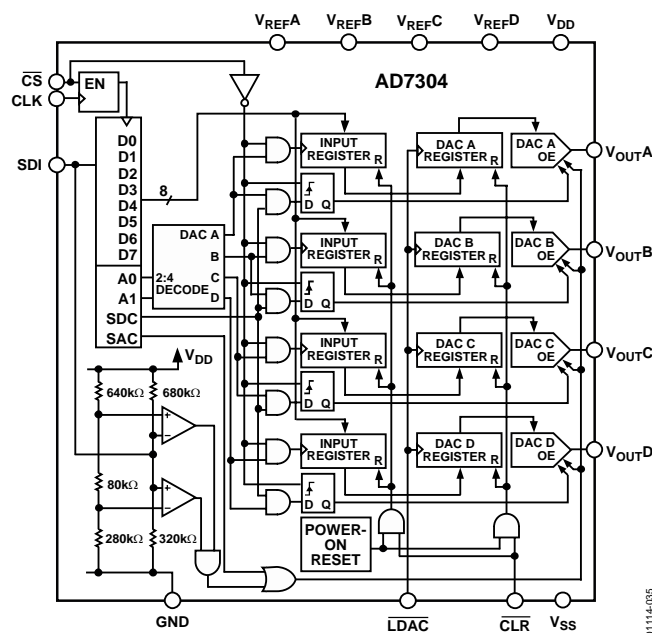 VREFA VREFB VREFC VREFD VDD
AD7304
CS
EN
CLK
SDI
D0
D1
D2
D3
D4
D5
D6
D7
A0
A1
SDC
SAC
8
2:4
DECODE
DAC A
B
C
D
INPUT
REGISTER R
D Q
DAC A
REGISTER R
DAC A
OE
VOUTA
INPUT
REGISTER R
D Q
DAC B
REGISTER R
DAC B
OE
VOUTB
INPUT
REGISTER R
D Q
DAC C
REGISTER R
DAC C
OE
VOUTC
INPUT
REGISTER R
D Q
DAC D
REGISTER R
DAC D
OE
VOUTD
VDD
640kΩ 680kΩ
+
–
80kΩ
+
–
280kΩ 320kΩ
POWER-
ON
RESET
GND LDAC CLR VSS
01114-035